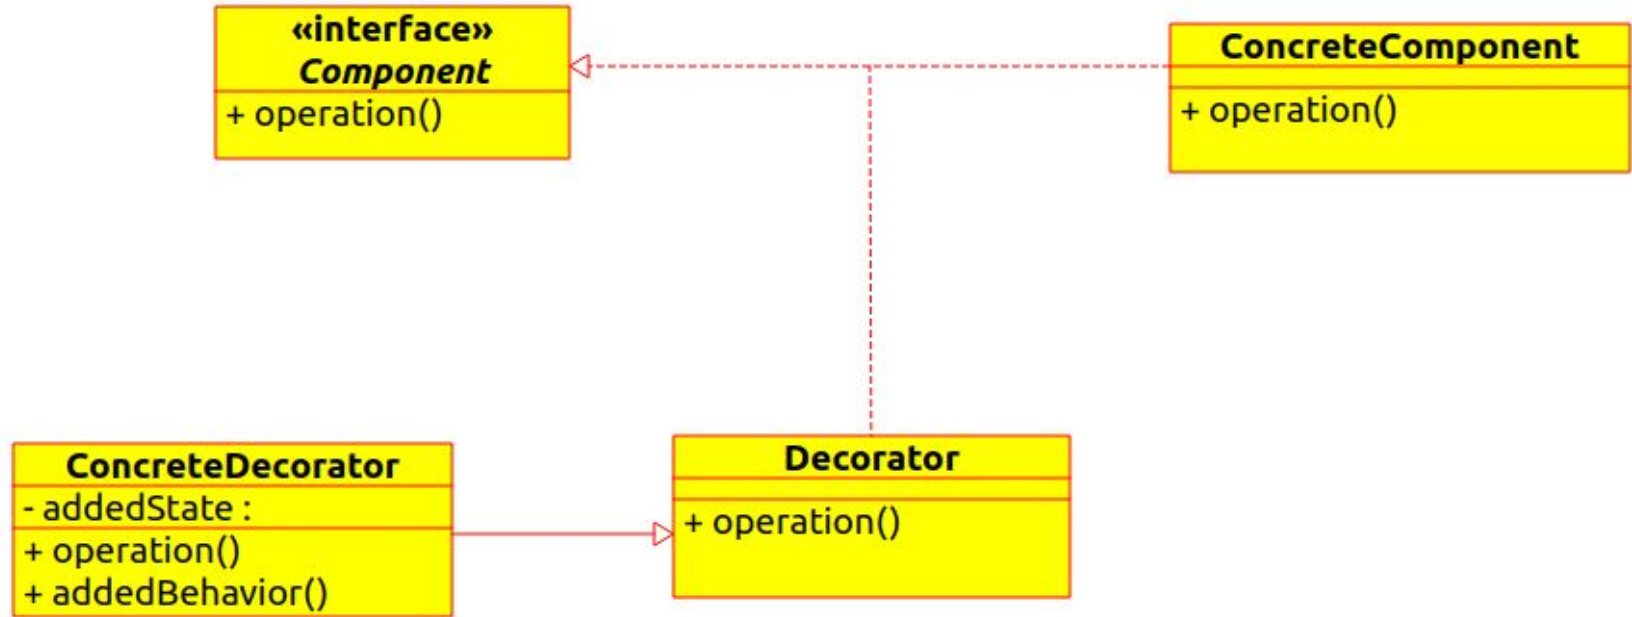 «interface»
Component
+ operation()
ConcreteComponent
+ operation()
ConcreteDecorator
- addedState :
+ operation()
+ addedBehavior()
Decorator
+ operation()